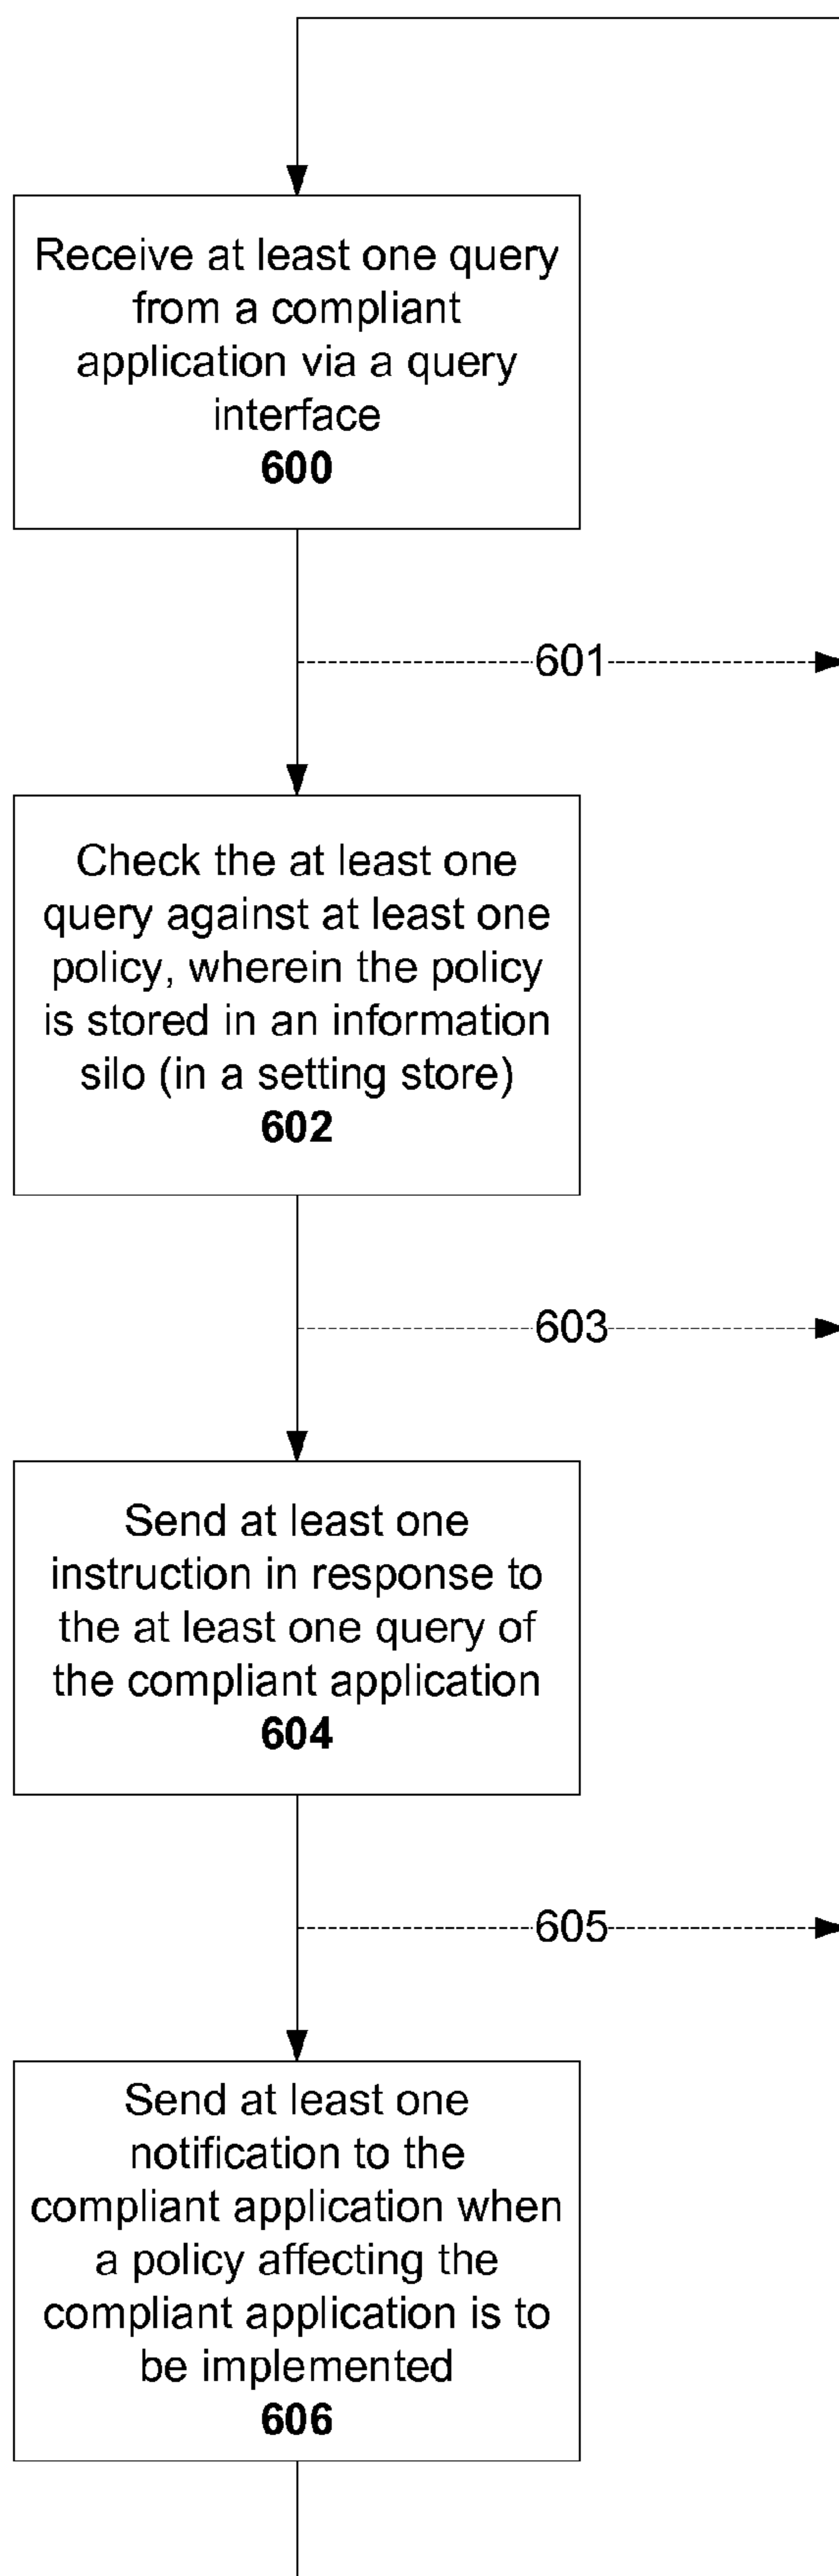 Receive at least one query
from a compliant
application via a query
interface
600
601
Check the at least one
query against at least one
policy, wherein the policy
is stored in an information
silo (in a setting store)
602
603
Send at least one
instruction in response to
the at least one query of
the compliant application
604
605
Send at least one
notification to the
compliant application when
a policy affecting the
compliant application is to
be implemented
606